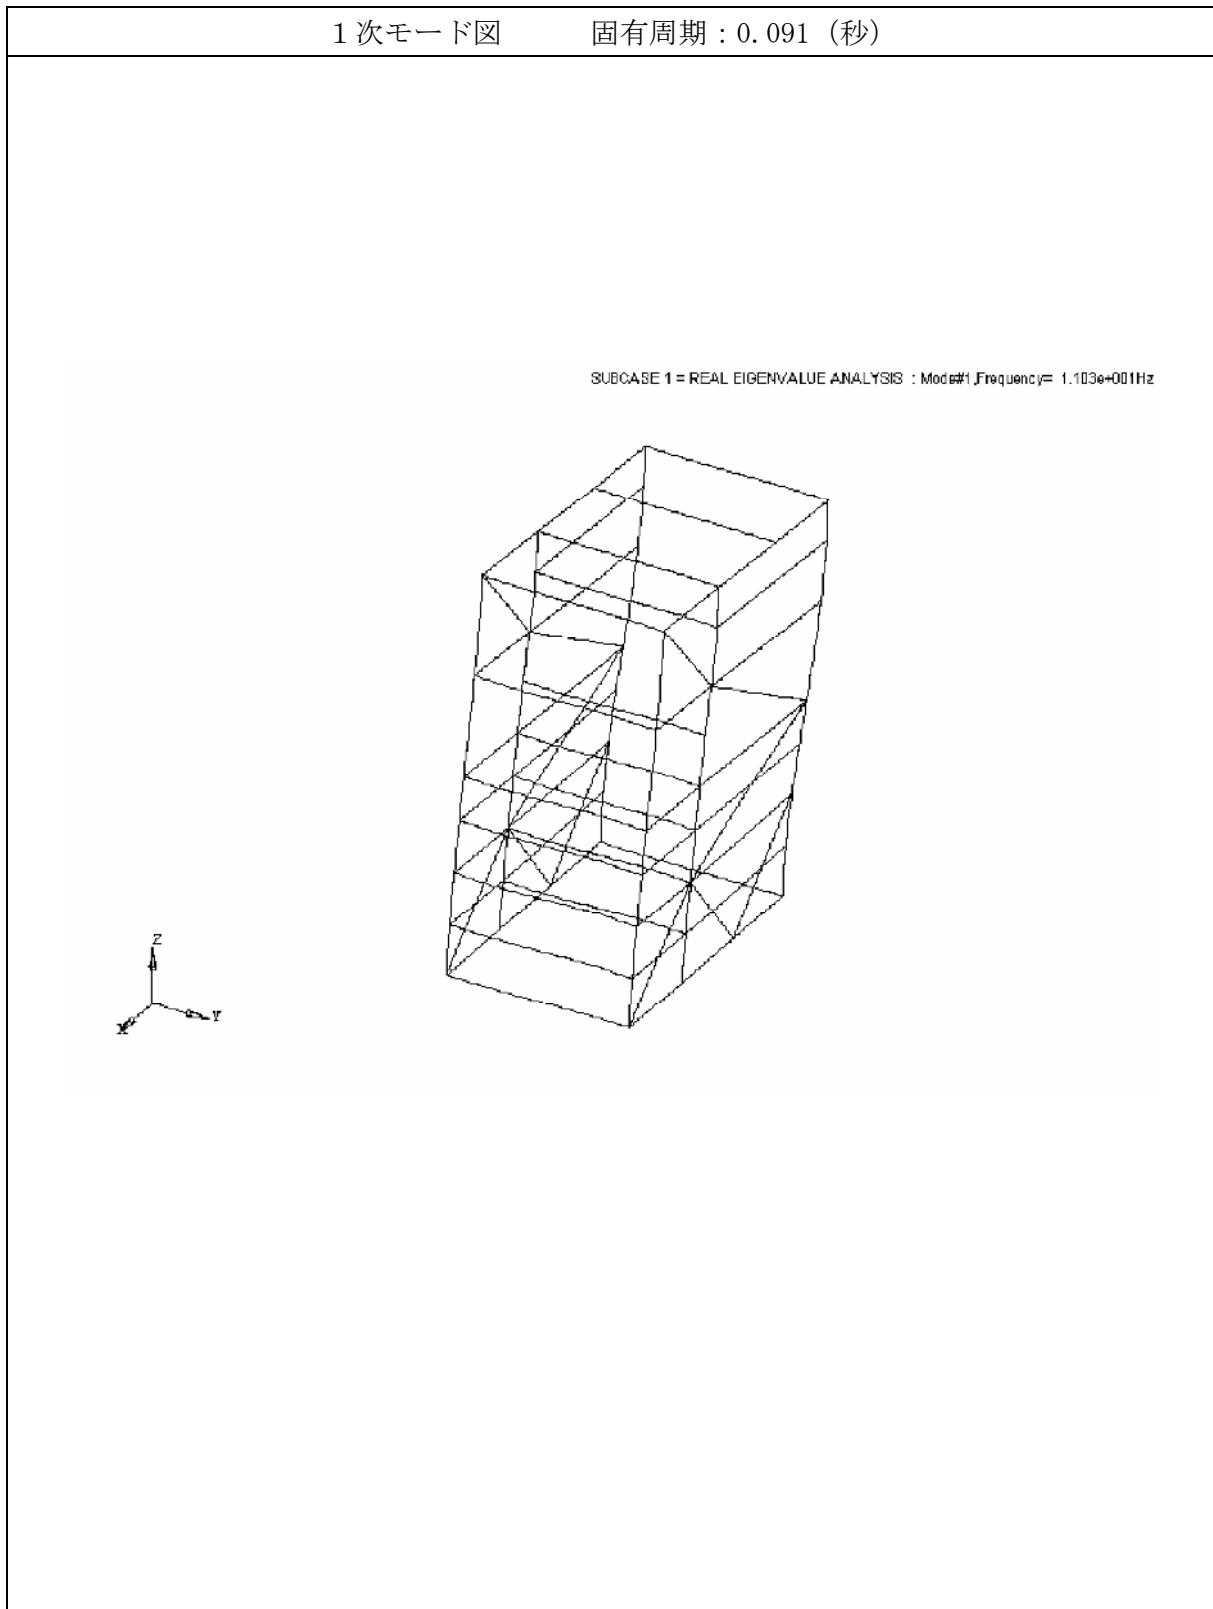 1次モード図　　固有周期：0.091（秒）
SUBCASE 1 = REAL EIGENVALUE ANALYSIS : Mode#1,Frequency= 1.103e+001Hz
Z
X
Y